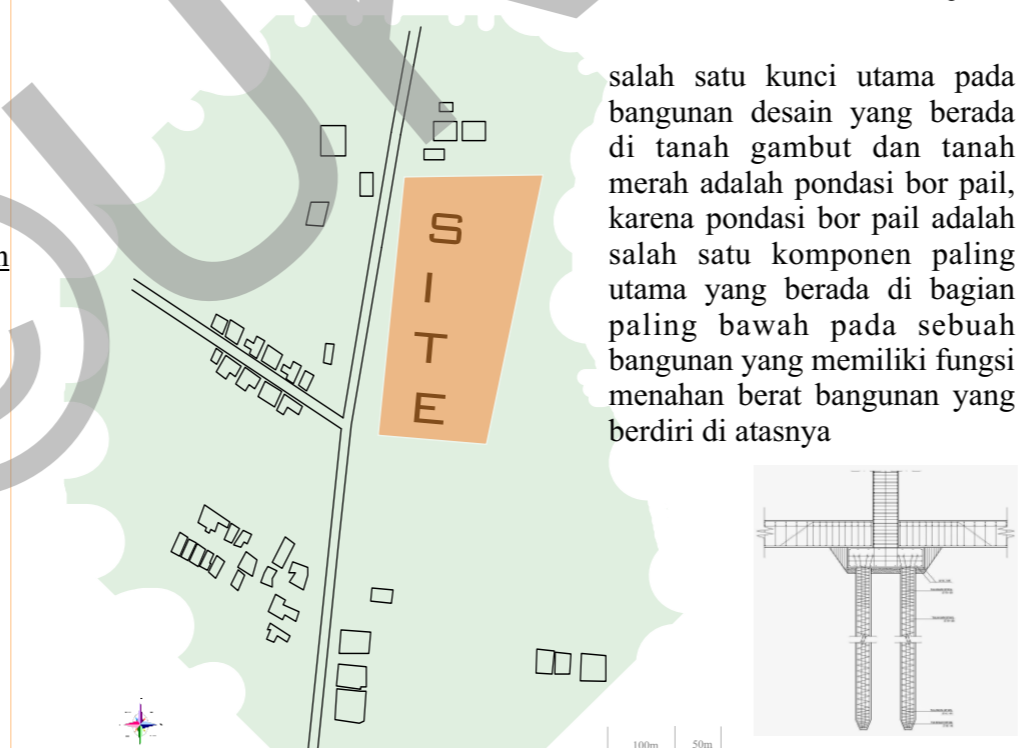 salah satu kunci utama pada
bangunan desain yang berada
di tanah gambut dan tanah
merah adalah pondasi bor pail,
karena pondasi bor pail adalah
salah satu komponen paling
utama yang berada di bagian
paling bawah pada sebuah
bangunan yang memiliki fungsi
menahan berat bangunan yang
berdiri di atasnya
S
I
T
E
100m 50m